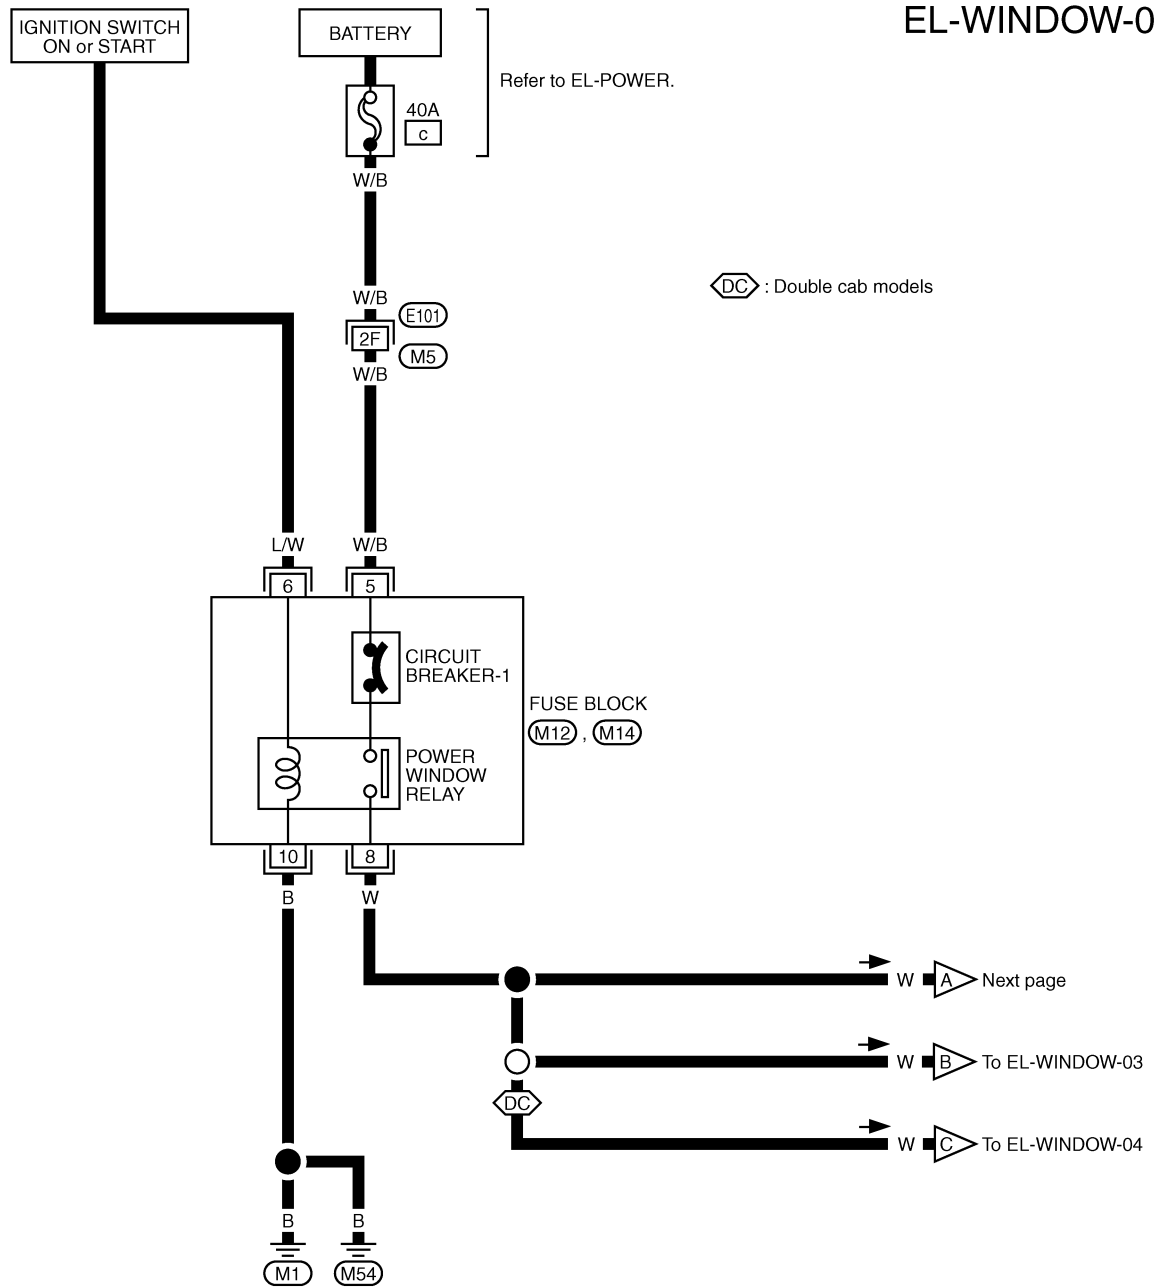 EL-WINDOW-0
IGNITION SWITCH
ON or START
BATTERY
Refer to EL-POWER.
40A
c
W/B
DC : Double cab models
W/B
E101
2F
M5
W/B
L/W
W/B
6
5
CIRCUIT
BREAKER-1
FUSE BLOCK
M12 , M14
POWER
WINDOW
RELAY
10
8
B
W
W A Next page
W B To EL-WINDOW-03
DC
W C To EL-WINDOW-04
B
B
M1
M54